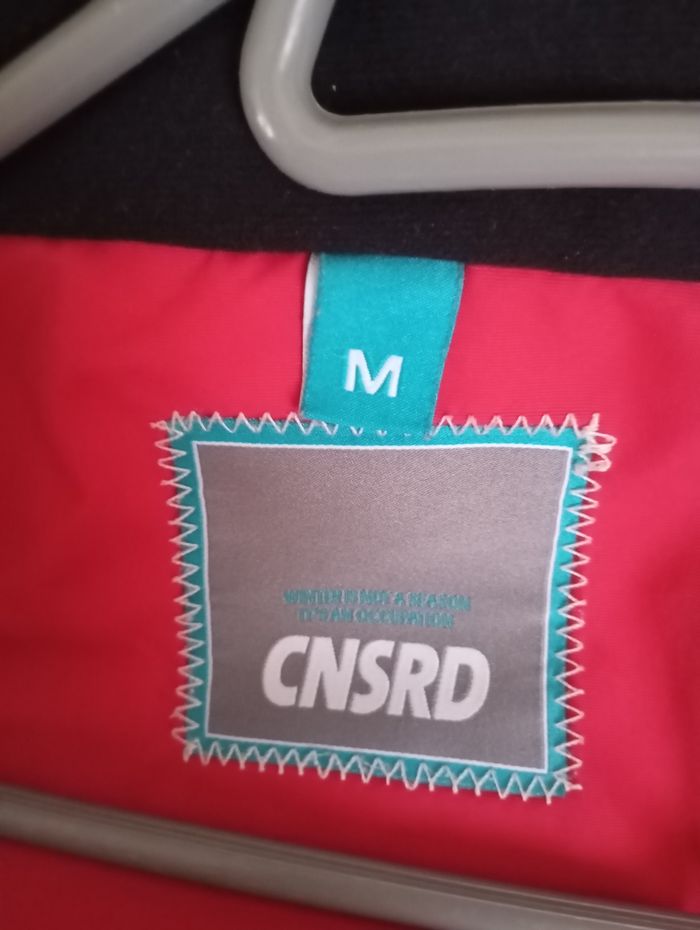 M
WINTER IS NOT A SEASON
IT'S AN OCCUPATION
CNSRD